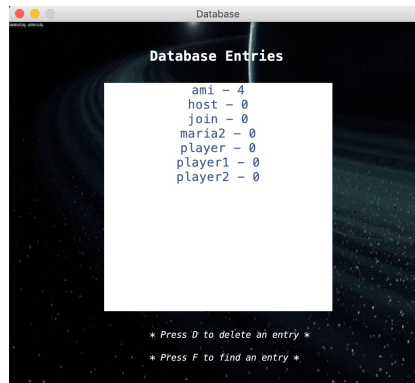 Database
Database Entries
ami – 4
host – 0
join – 0
maria2 – 0
player – 0
player1 – 0
player2 – 0
* Press D to delete an entry *
* Press F to find an entry *